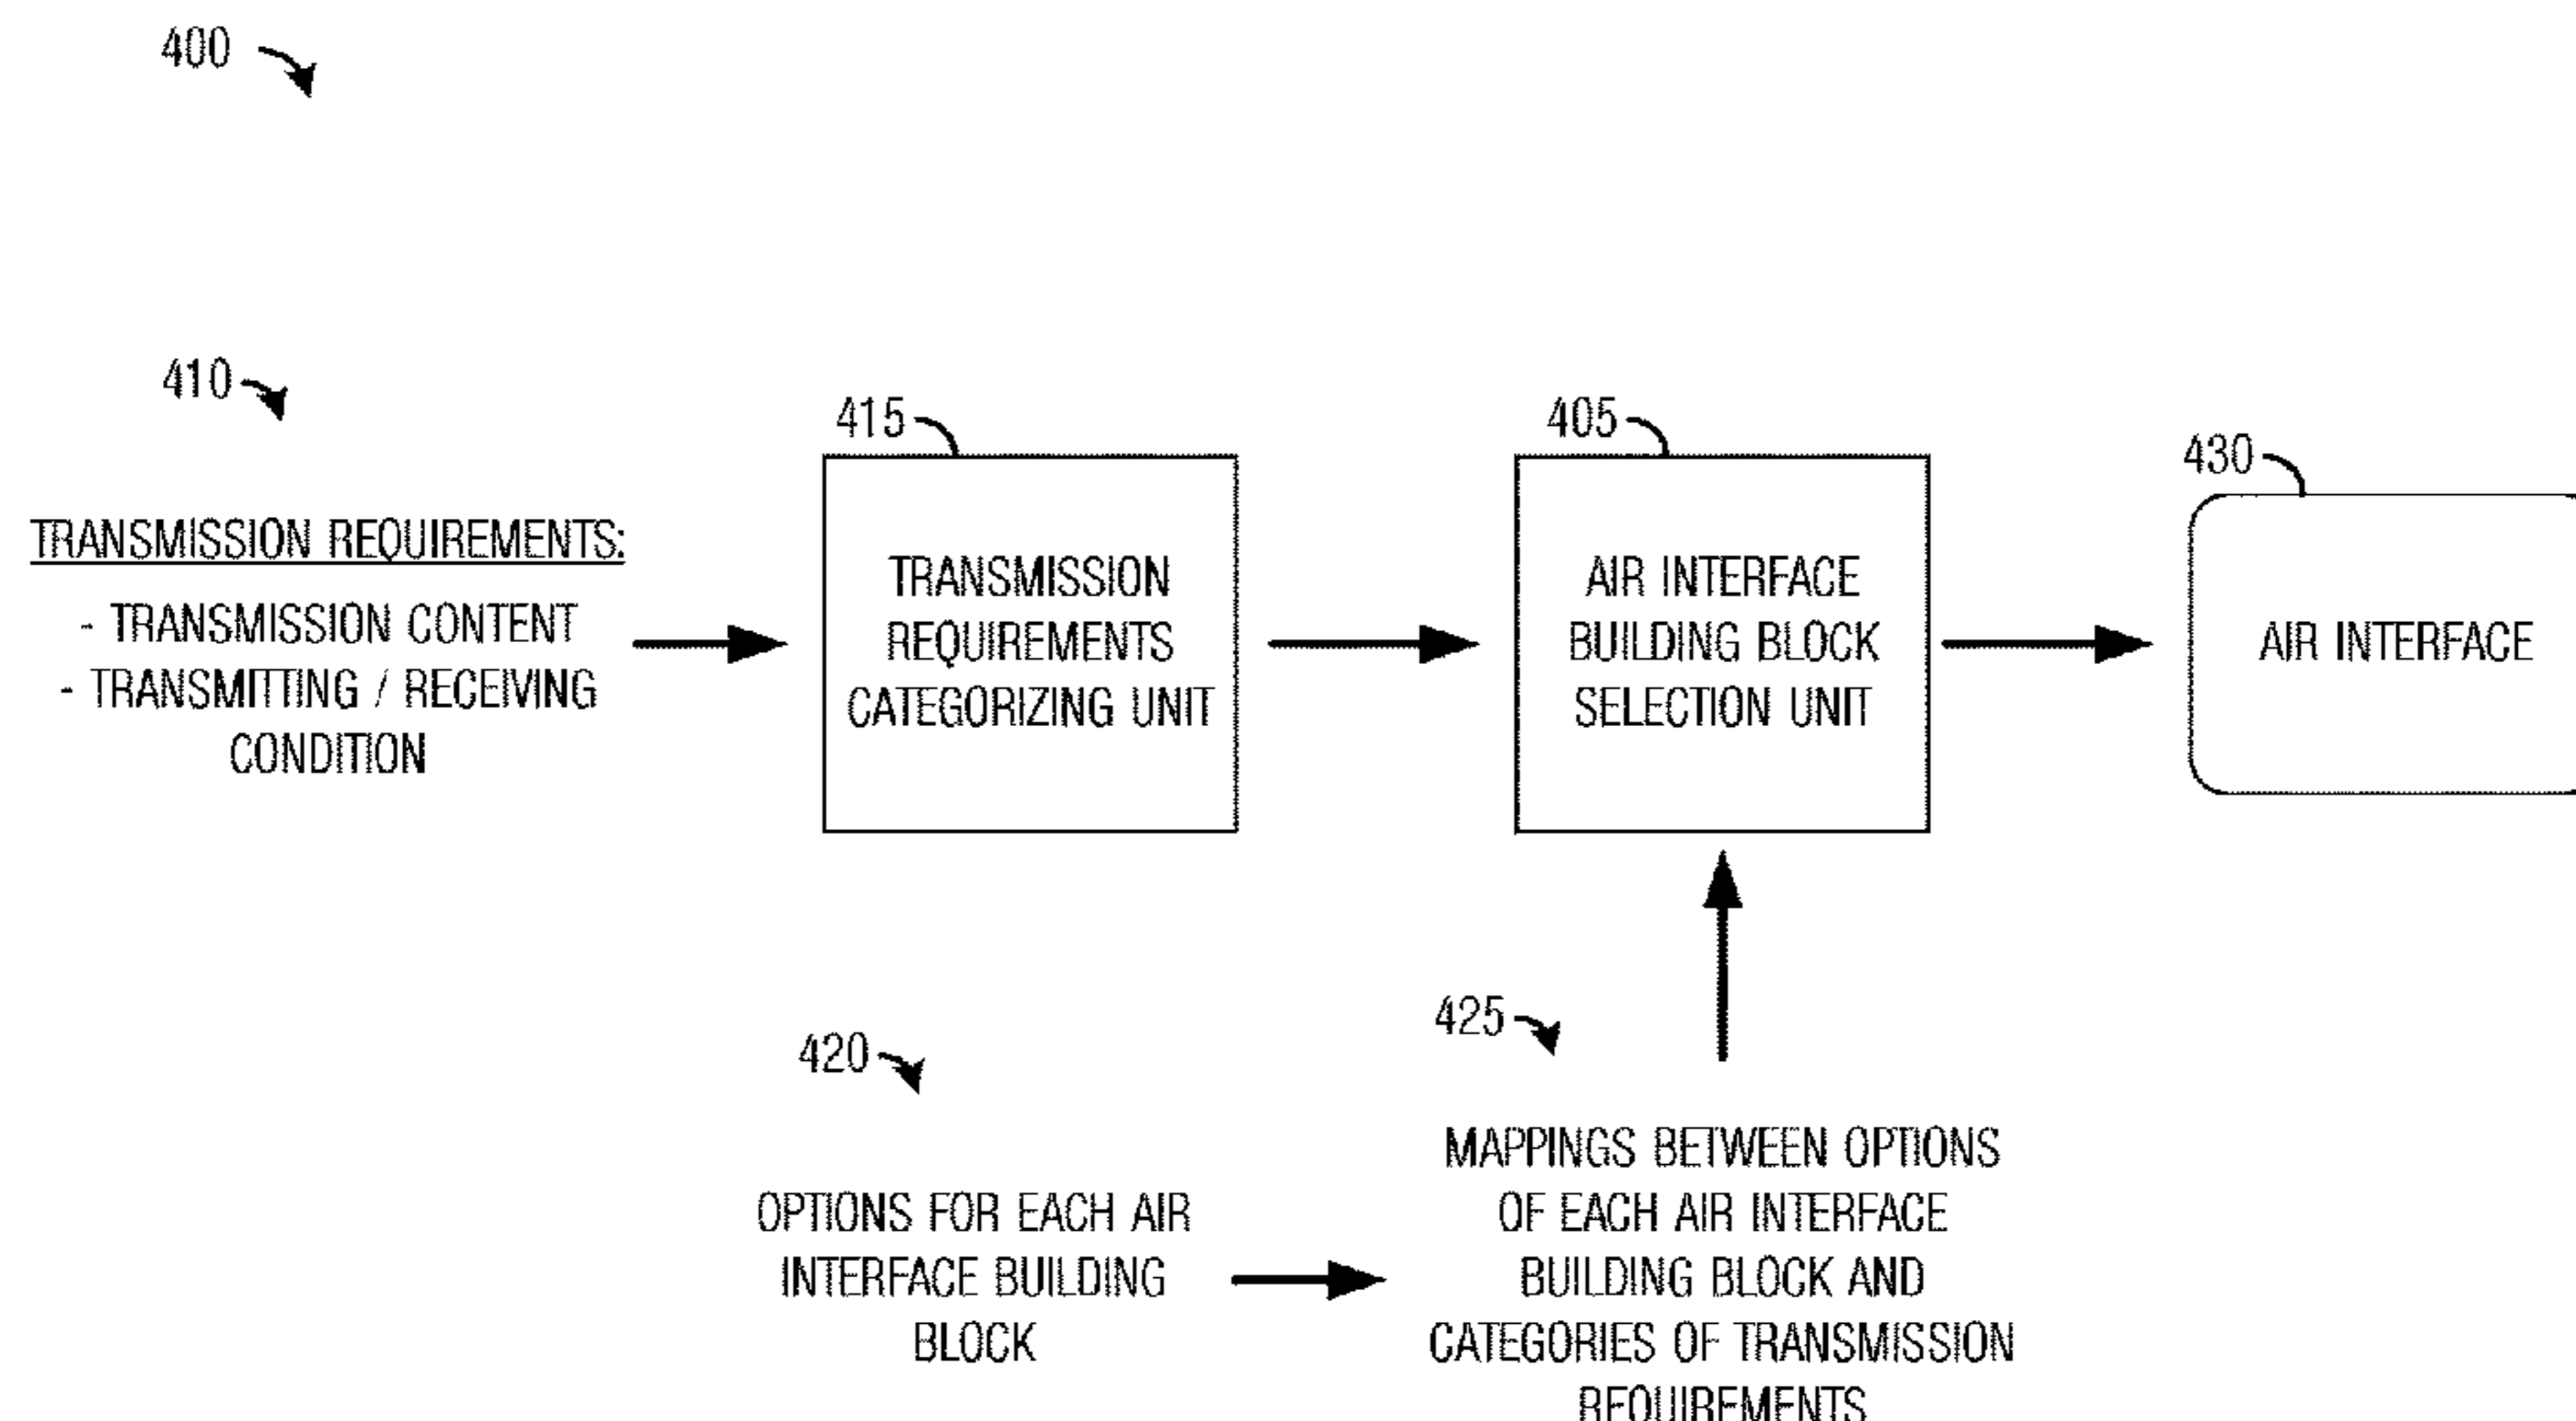 400
410
415
405
430
TRANSMISSION REQUIREMENTS:
- TRANSMISSION CONTENT
- TRANSMITTING / RECEIVING
CONDITION
TRANSMISSION
REQUIREMENTS
CATEGORIZING UNIT
AIR INTERFACE
BUILDING BLOCK
SELECTION UNIT
AIR INTERFACE
420
425
OPTIONS FOR EACH AIR
INTERFACE BUILDING
BLOCK
MAPPINGS BETWEEN OPTIONS
OF EACH AIR INTERFACE
BUILDING BLOCK AND
CATEGORIES OF TRANSMISSION
REQUIREMENTS